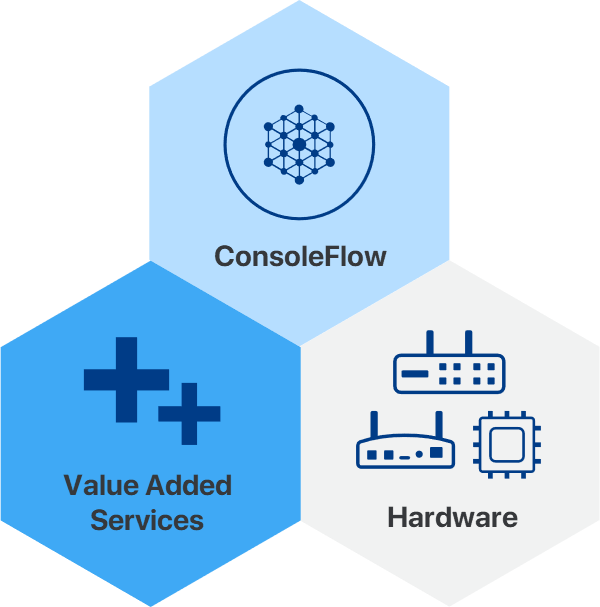 ConsoleFlow
Value Added
Services
Hardware